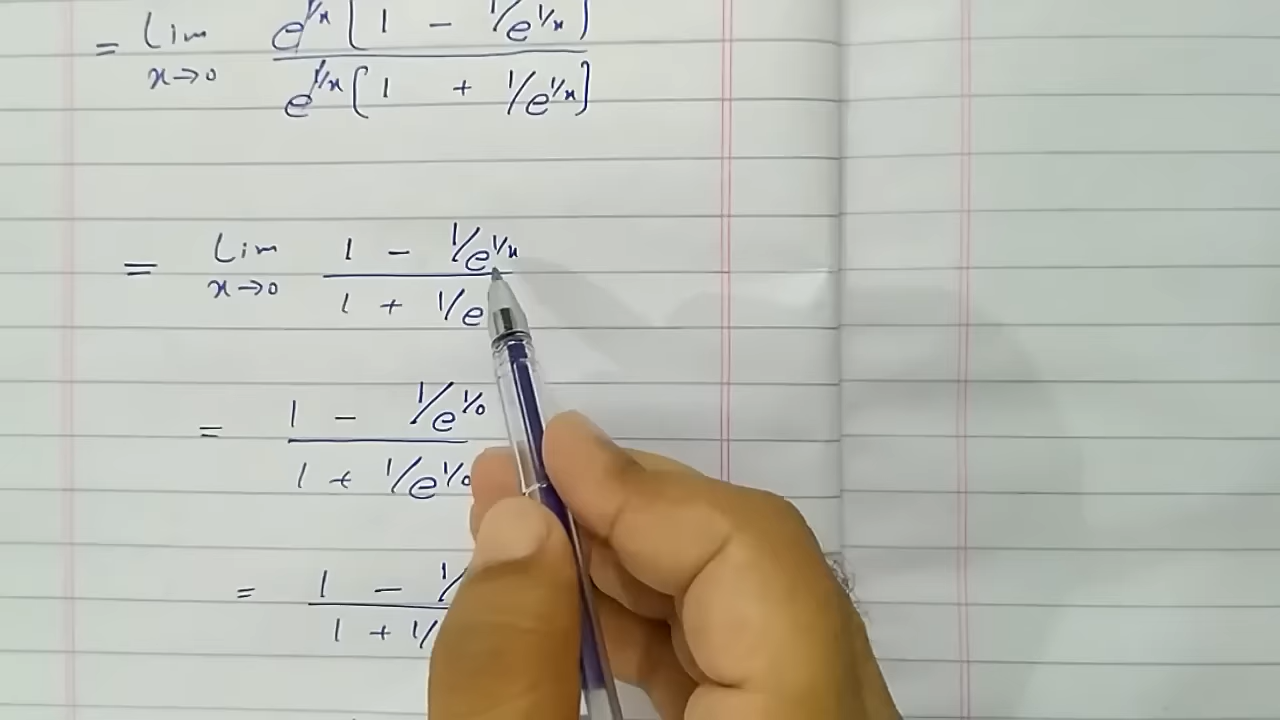 = Lim x→0 e^1/x [1 - 1/e^1/x] / e^1/x [1 + 1/e^1/x]
= Lim x→0 1 - 1/e^1/x / 1 + 1/e
= 1 - 1/e^1/0 / 1 + 1/e^1/0
= 1 - 1/ / 1 + 1/